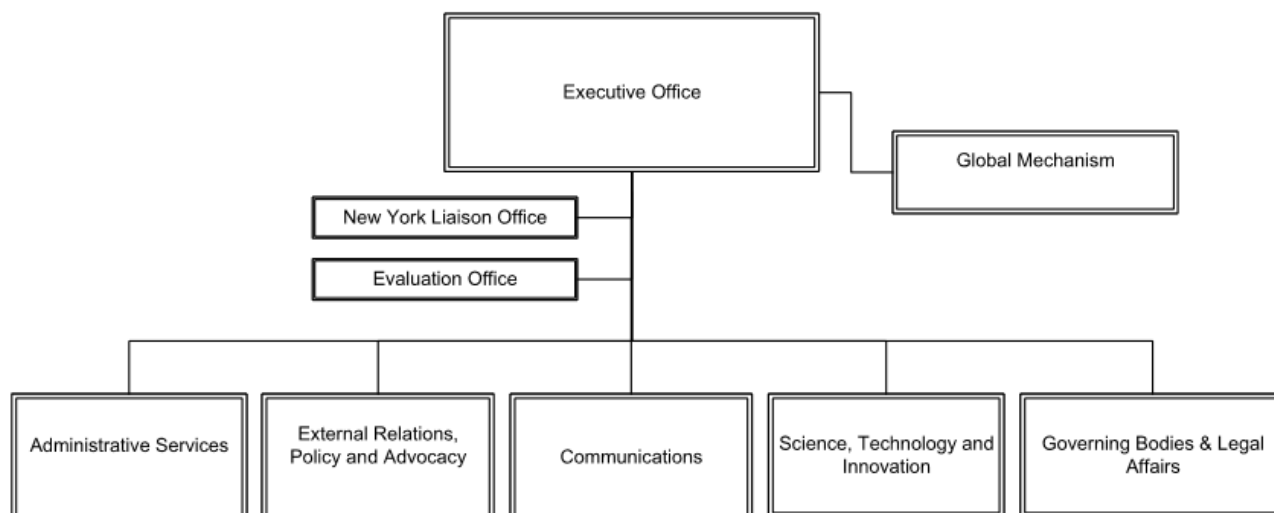 Executive Office
Global Mechanism
New York Liaison Office
Evaluation Office
Administrative Services
External Relations,
Policy and Advocacy
Communications
Science, Technology and
Innovation
Governing Bodies & Legal
Affairs